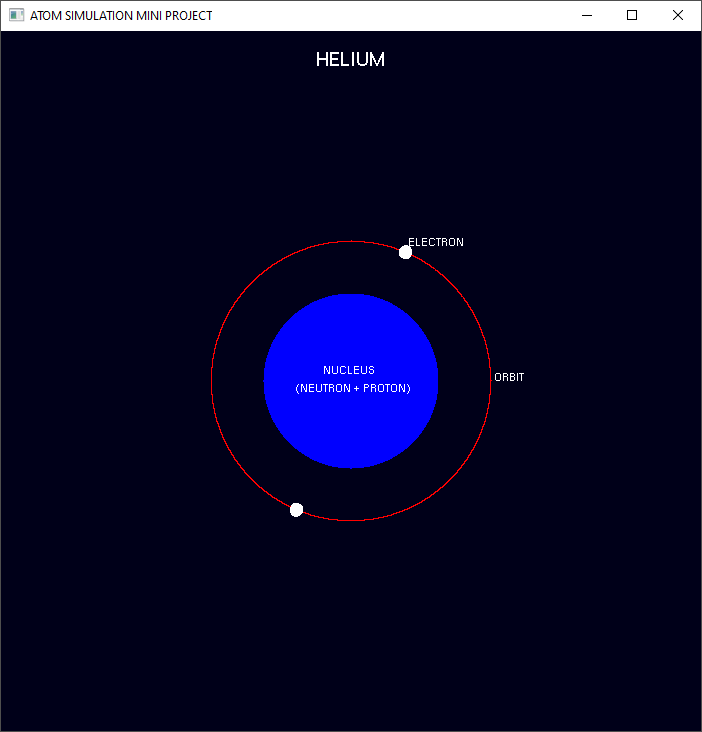 ATOM SIMULATION MINI PROJECT
HELIUM
ELECTRON
NUCLEUS
(NEUTRON + PROTON)
ORBIT